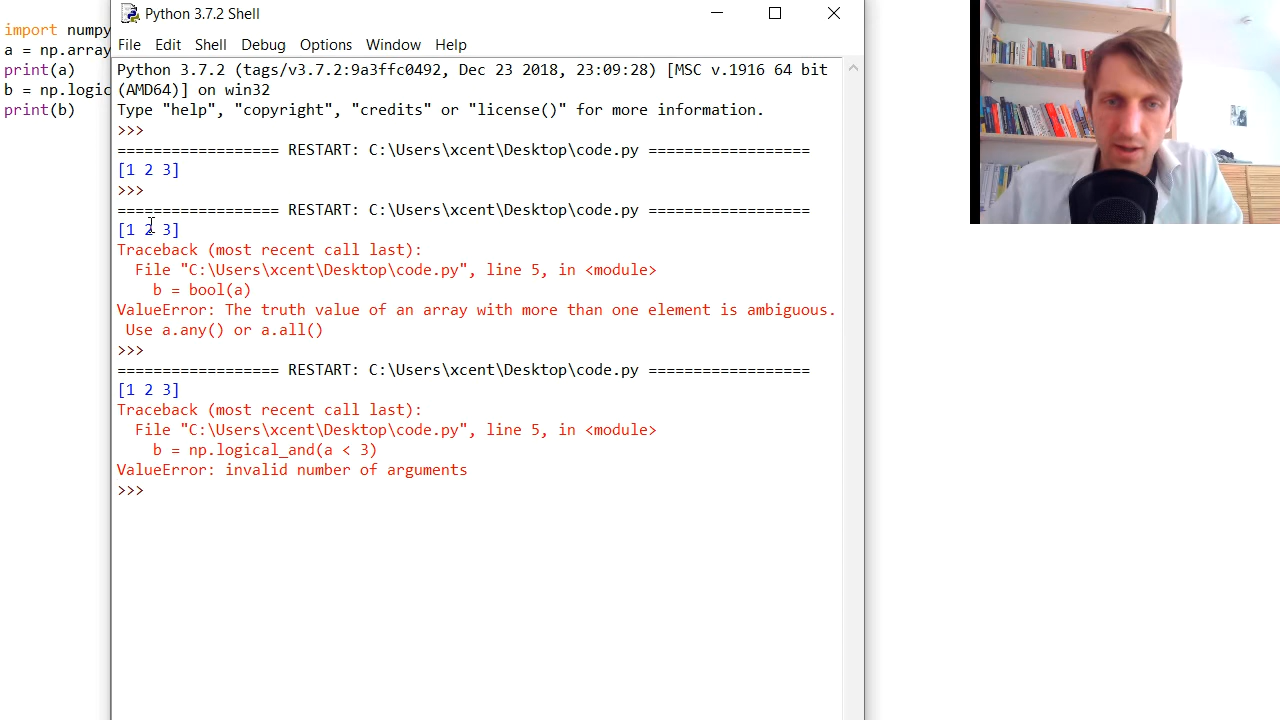 Python 3.7.2 Shell
File Edit Shell Debug Options Window Help
import numpy
a = np.array
print(a)
b = np.logic
print(b)
Python 3.7.2 (tags/v3.7.2:9a3ffc0492, Dec 23 2018, 23:09:28) [MSC v.1916 64 bit
(AMD64)] on win32
Type "help", "copyright", "credits" or "license()" for more information.
>>>
================== RESTART: C:\Users\xcent\Desktop\code.py ==================
[1 2 3]
>>>
================== RESTART: C:\Users\xcent\Desktop\code.py ==================
[1 2 3]
Traceback (most recent call last):
  File "C:\Users\xcent\Desktop\code.py", line 5, in <module>
    b = bool(a)
ValueError: The truth value of an array with more than one element is ambiguous.
 Use a.any() or a.all()
>>>
================== RESTART: C:\Users\xcent\Desktop\code.py ==================
[1 2 3]
Traceback (most recent call last):
  File "C:\Users\xcent\Desktop\code.py", line 5, in <module>
    b = np.logical_and(a < 3)
ValueError: invalid number of arguments
>>>